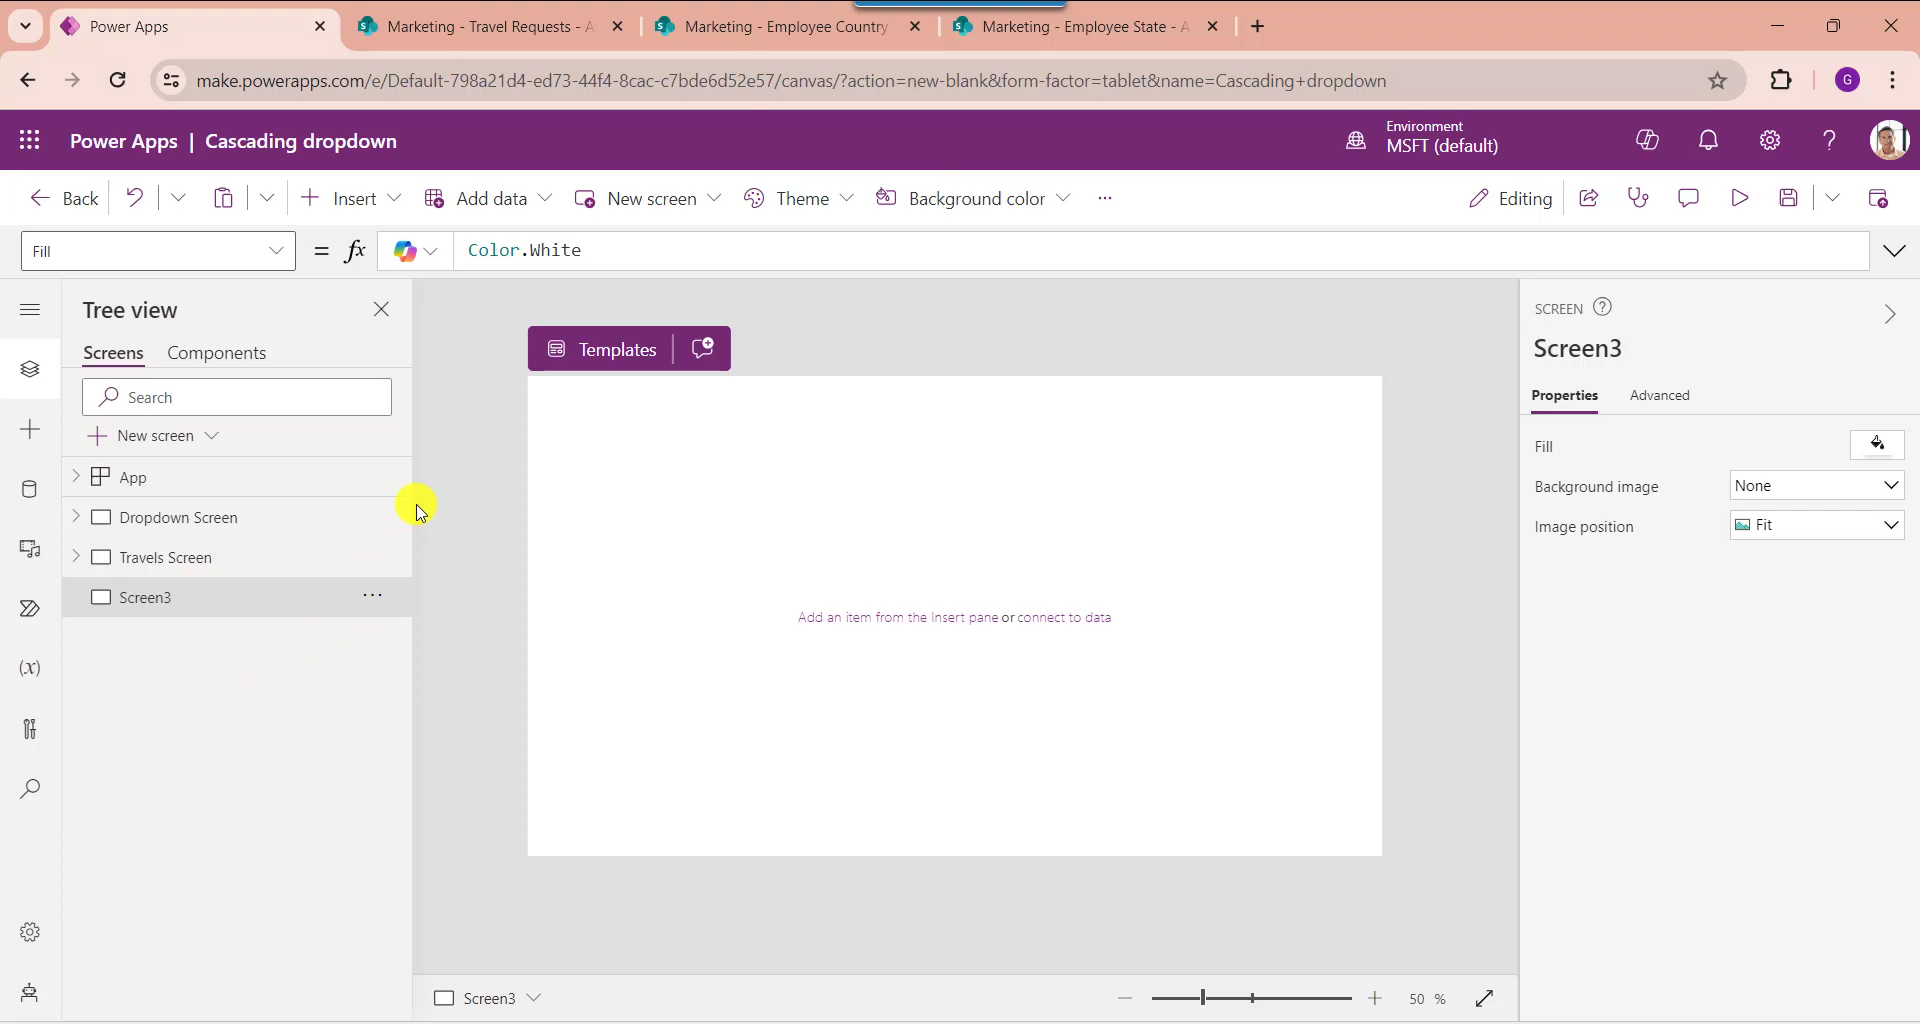 Power Apps
Marketing - Travel Requests - A
Marketing - Employee Country
Marketing - Employee State - A
make.powerapps.com/e/Default-798a21d4-ed73-44f4-8cac-c7bde6d52e57/canvas/?action=new-blank&form-factor=tablet&name=Cascading+dropdown
G
Power Apps | Cascading dropdown
Environment
MSFT (default)
Back
Insert
Add data
New screen
Theme
Background color
Editing
Fill
= fx
Color.White
Tree view
Screens
Components
Search
New screen
App
Dropdown Screen
Travels Screen
Screen3
Templates
Add an item from the Insert pane or connect to data
SCREEN
Screen3
Properties
Advanced
Fill
Background image
None
Image position
Fit
Screen3
50 %